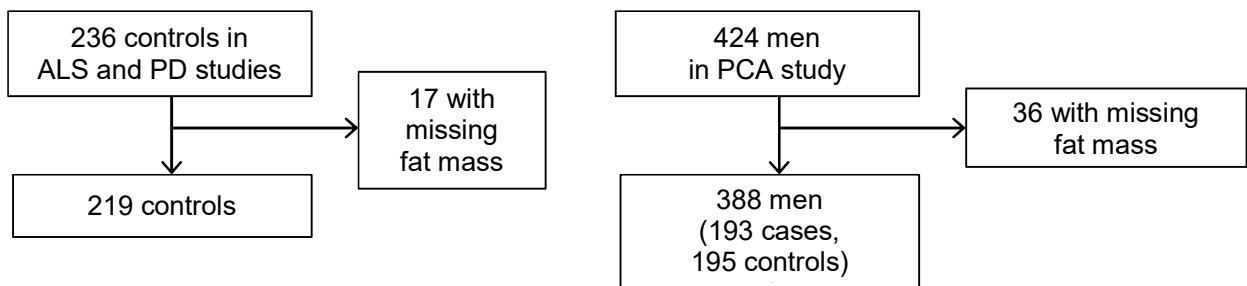 236 controls in
ALS and PD studies
17 with
missing
fat mass
219 controls
424 men
in PCA study
36 with missing
fat mass
388 men
(193 cases,
195 controls)